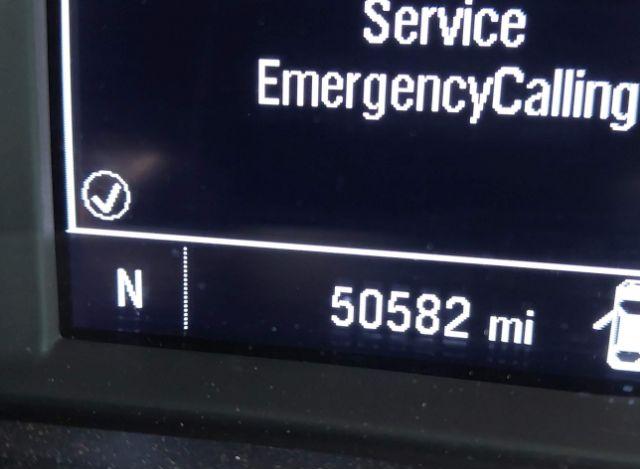 Service
EmergencyCalling
N
50582 mi